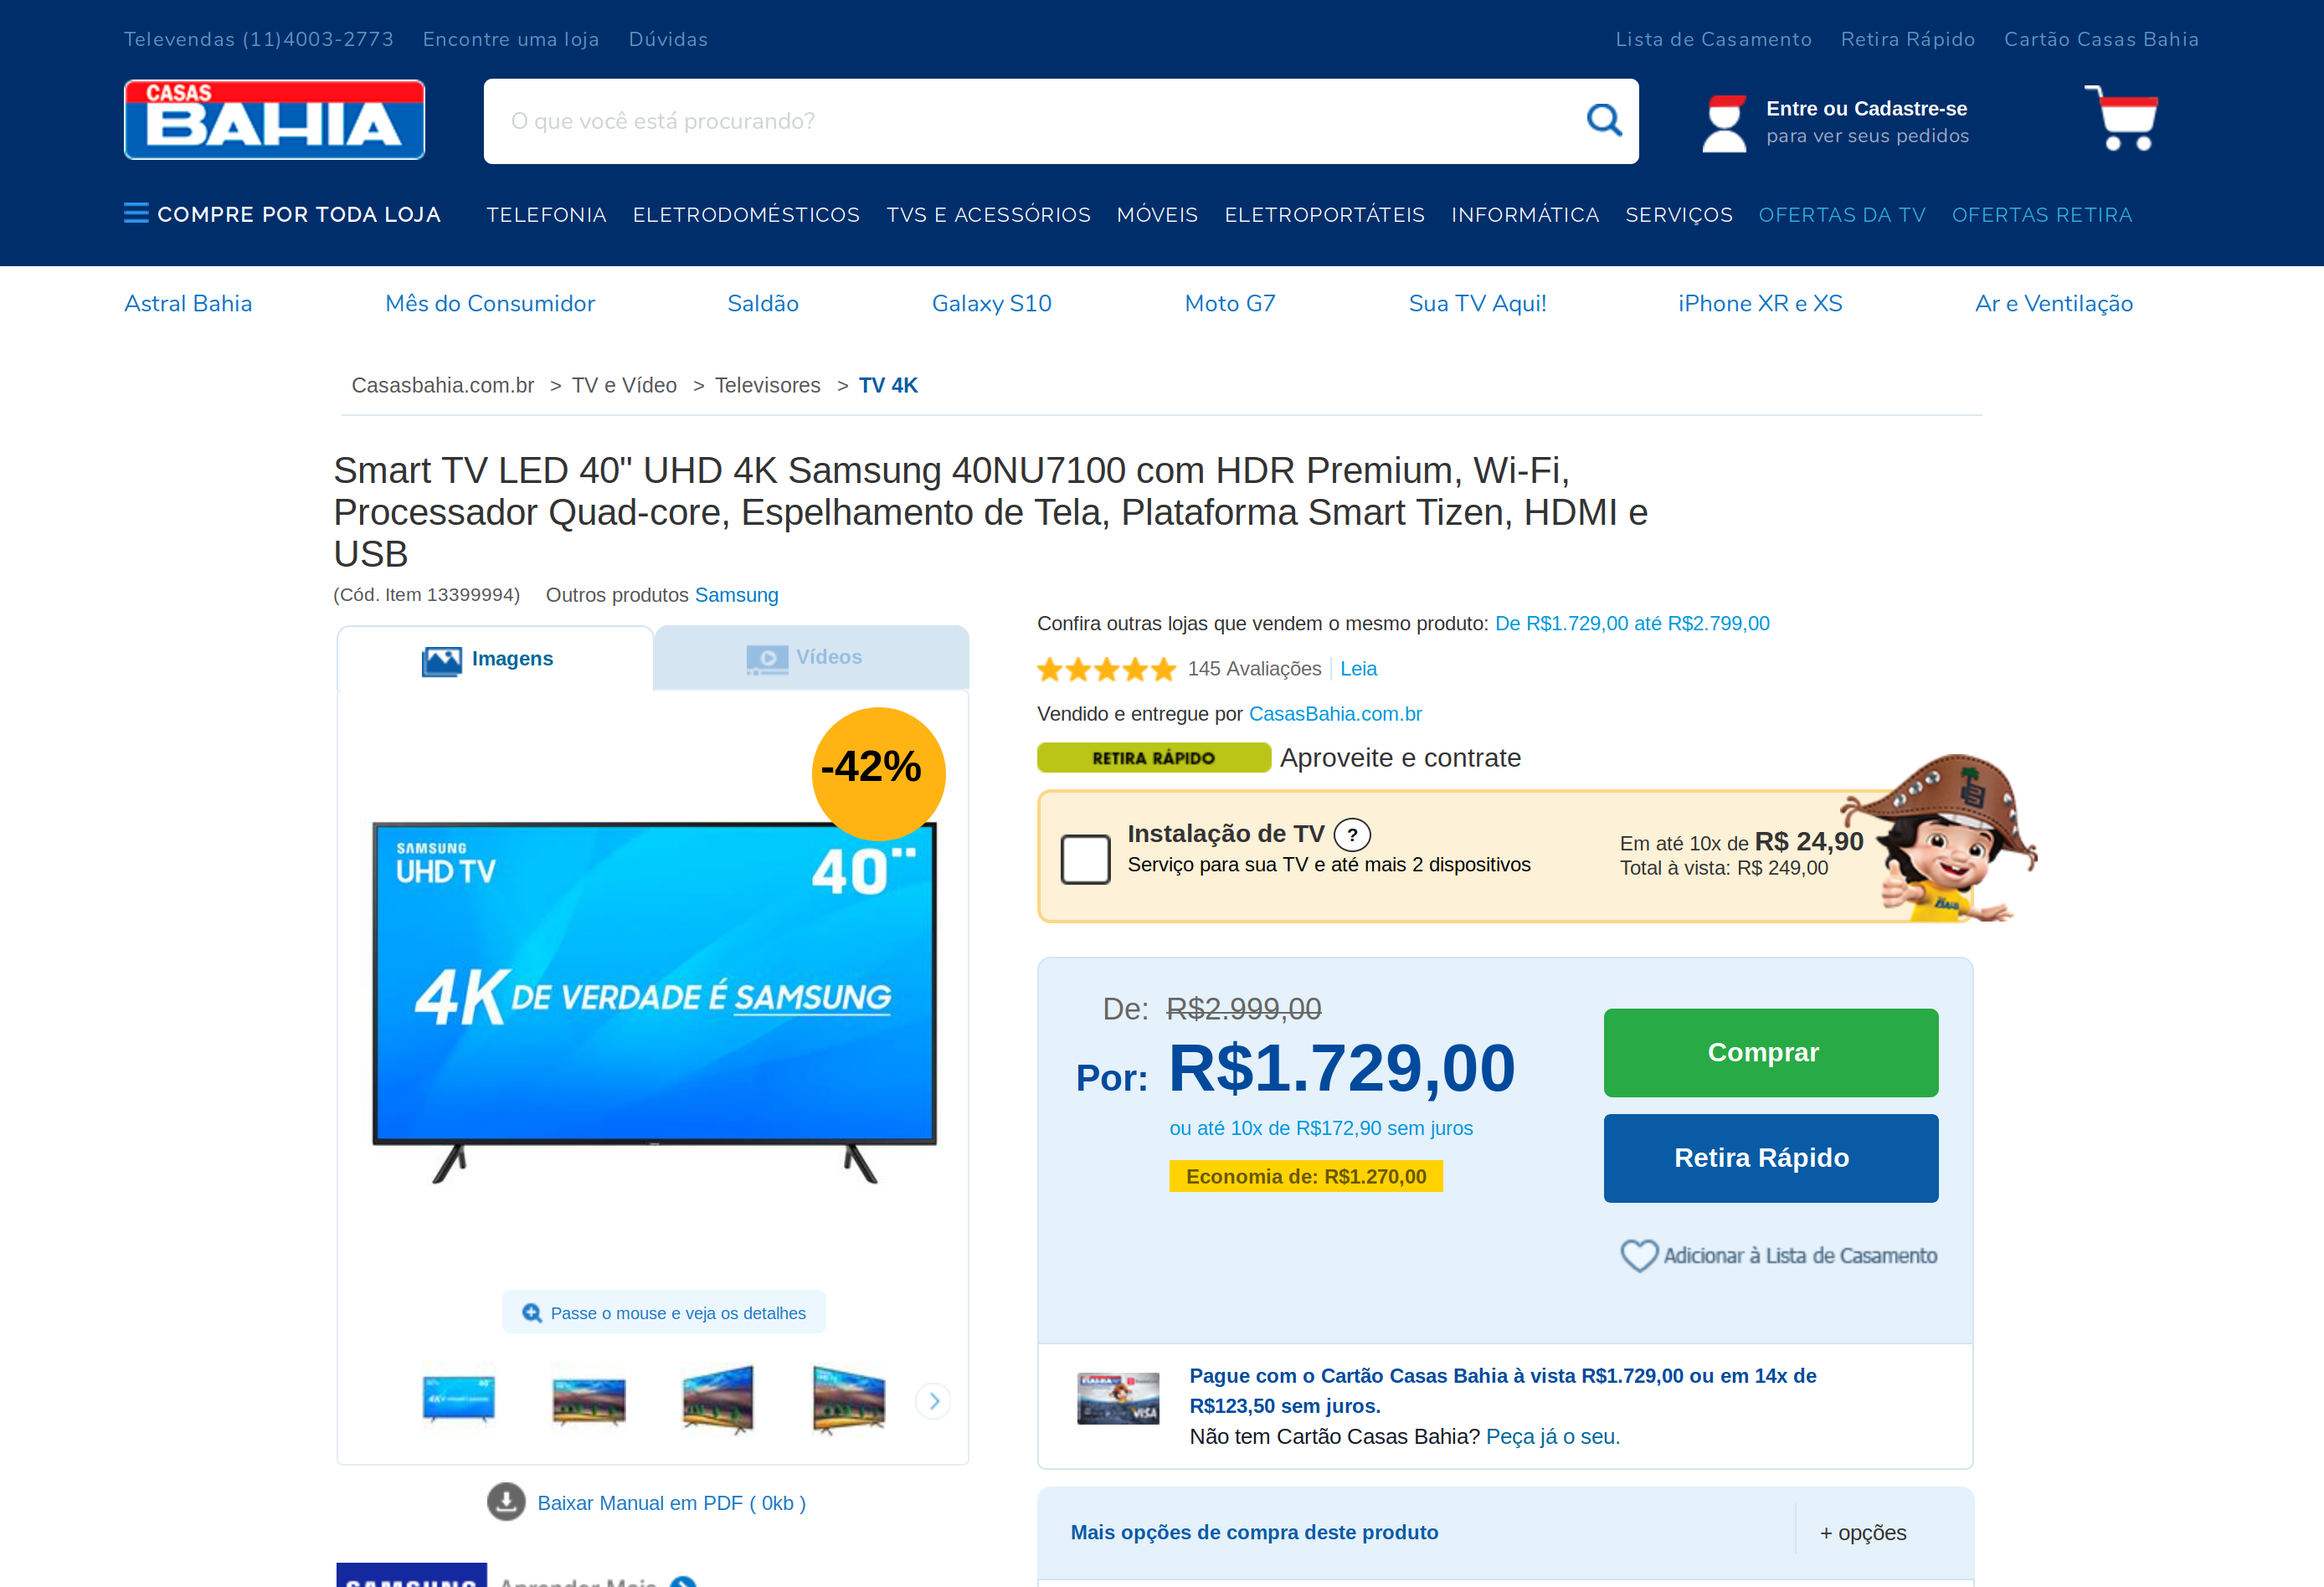 Televendas (11)4003-2773 Encontre uma loja Dúvidas Lista de Casamento Retira Rápido Cartão Casas Bahia
CASAS
BAHIA
O que você está procurando?
Entre ou Cadastre-se
para ver seus pedidos
COMPRE POR TODA LOJA TELEFONIA ELETRODOMÉSTICOS TVS E ACESSÓRIOS MÓVEIS ELETROPORTÁTEIS INFORMÁTICA SERVIÇOS OFERTAS DA TV OFERTAS RETIRA
Astral Bahia Mês do Consumidor Saldão Galaxy S10 Moto G7 Sua TV Aqui! iPhone XR e XS Ar e Ventilação
Casasbahia.com.br > TV e Vídeo > Televisores > TV 4K
Smart TV LED 40" UHD 4K Samsung 40NU7100 com HDR Premium, Wi-Fi,
Processador Quad-core, Espelhamento de Tela, Plataforma Smart Tizen, HDMI e
USB
(Cód. Item 13399994) Outros produtos Samsung
Imagens Vídeos
-42%
SAMSUNG
UHD TV
40"
4K DE VERDADE É SAMSUNG
Passe o mouse e veja os detalhes
Baixar Manual em PDF ( 0kb )
SAMSUNG Aprender Mais
Confira outras lojas que vendem o mesmo produto: De R$1.729,00 até R$2.799,00
145 Avaliações Leia
Vendido e entregue por CasasBahia.com.br
RETIRA RÁPIDO Aproveite e contrate
Instalação de TV ?
Serviço para sua TV e até mais 2 dispositivos
Em até 10x de R$ 24,90
Total à vista: R$ 249,00
De: R$2.999,00
Por: R$1.729,00
ou até 10x de R$172,90 sem juros
Economia de: R$1.270,00
Comprar
Retira Rápido
Adicionar à Lista de Casamento
VISA
Pague com o Cartão Casas Bahia à vista R$1.729,00 ou em 14x de
R$123,50 sem juros.
Não tem Cartão Casas Bahia? Peça já o seu.
Mais opções de compra deste produto + opções